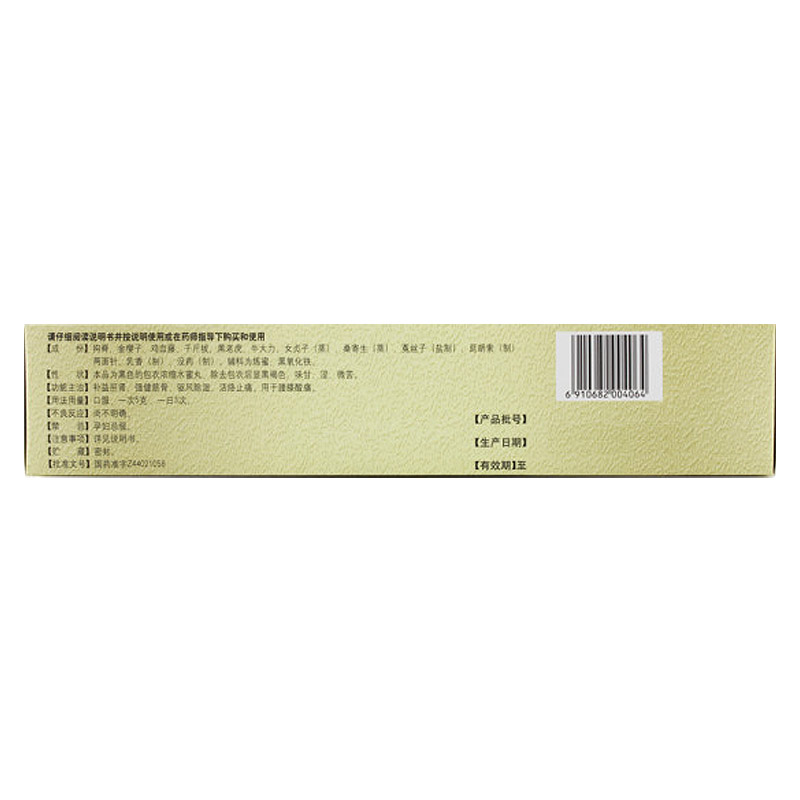 请仔细阅读说明书并按说明使用或在药师指导下购买和使用
【成 份】狗脊、金樱子、鸡血藤、千斤拔、黑老虎、牛大力、女贞子（蒸）、桑寄生（蒸）、菟丝子（盐制）、延胡索（制）
两面针、乳香（制）、没药（制）。辅料为炼蜜、黑氧化铁。
【性 状】本品为黑色的包衣浓缩水蜜丸，除去包衣后显黑褐色；味甘、涩、微苦。
【功能主治】补益肝肾，强健筋骨，驱风除湿，活络止痛。用于腰膝酸痛。
【用法用量】口服。一次5克，一日3次。
【不良反应】尚不明确。
【禁 忌】孕妇忌服。
【注意事项】详见说明书。
【贮 藏】密封。
【批准文号】国药准字Z44021058
【产品批号】
【生产日期】
【有效期】至
6 910682 004064